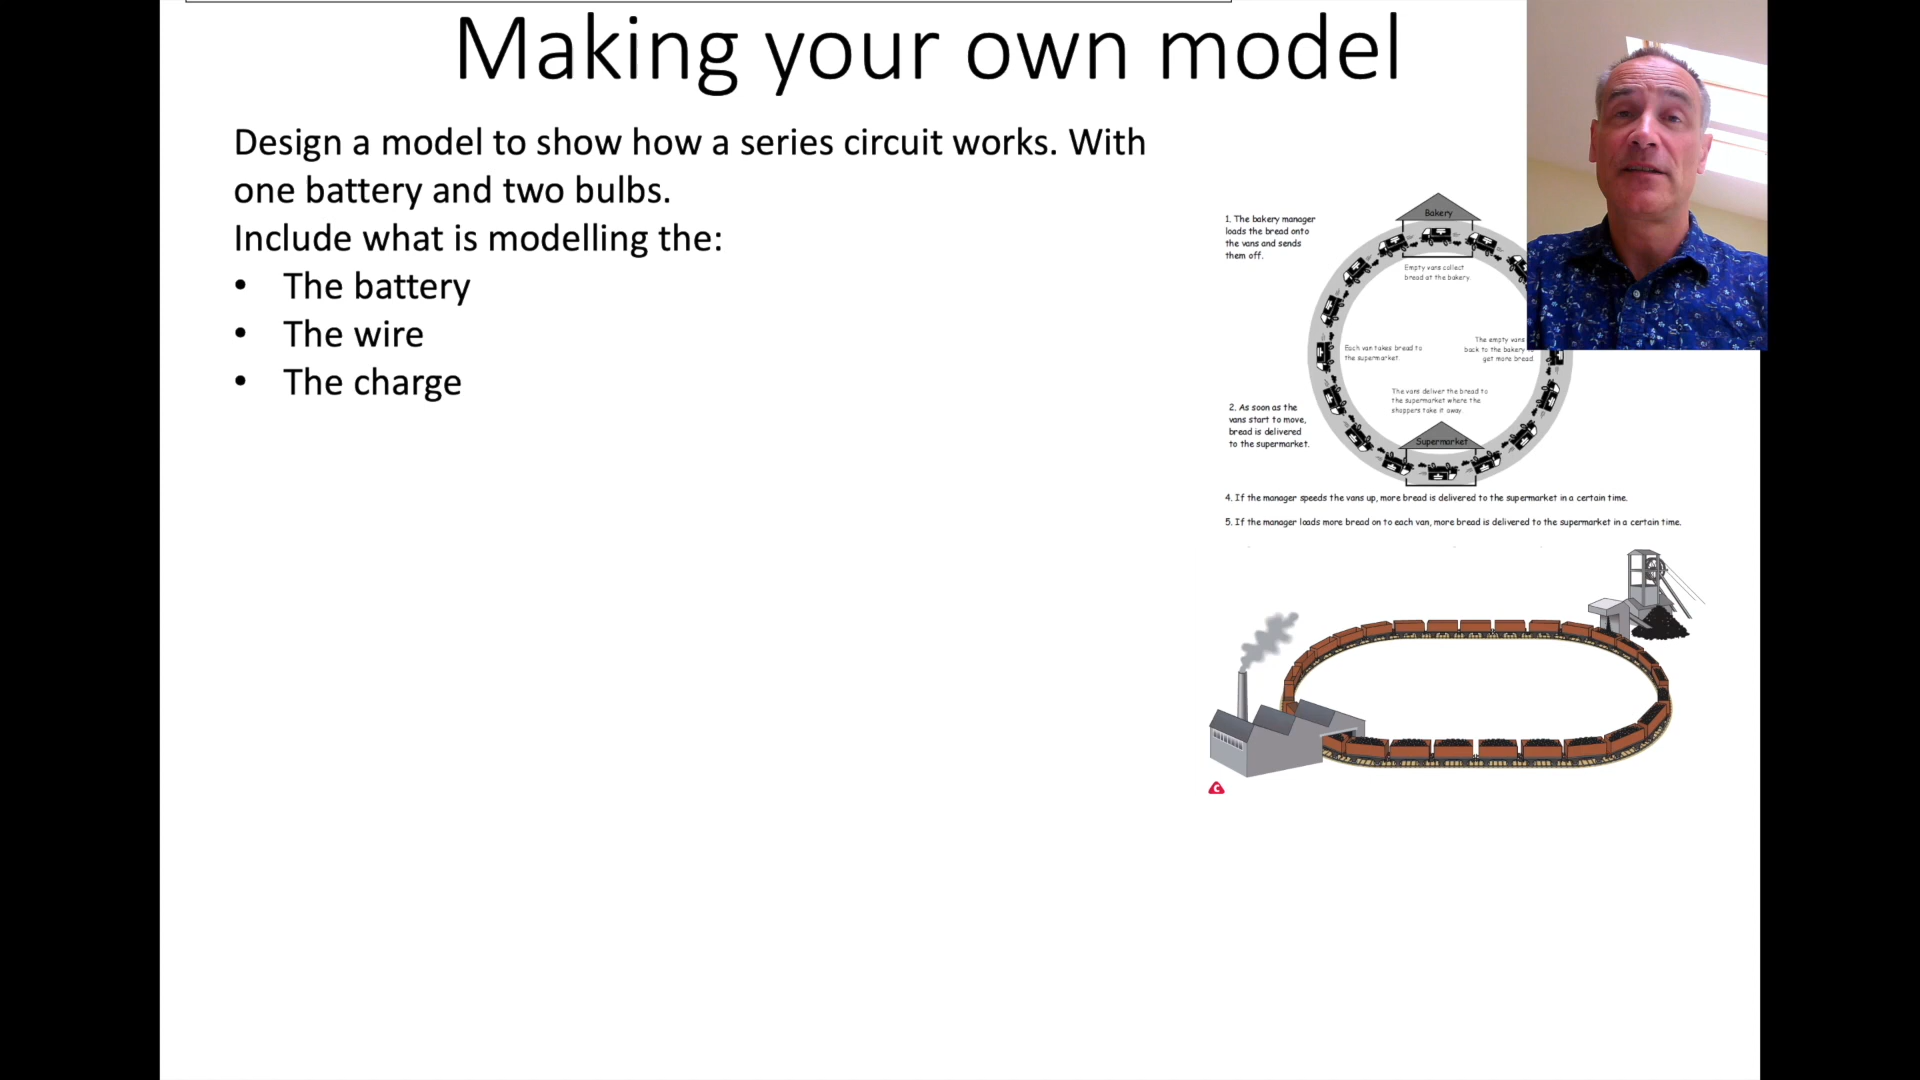 Making your own model
Design a model to show how a series circuit works. With
one battery and two bulbs.
Include what is modelling the:
• The battery
• The wire
• The charge
1. The bakery manager
loads the bread onto
the vans and sends
them off.
Bakery
Empty vans collect
bread at the bakery.
Each van takes bread to
the supermarket.
The empty vans
back to the bakery
get more bread.
The vans deliver the bread to
the supermarket where the
shoppers take it away
2. As soon as the
vans start to move,
bread is delivered
to the supermarket.
Supermarket
4. If the manager speeds the vans up, more bread is delivered to the supermarket in a certain time.
5. If the manager loads more bread on to each van, more bread is delivered to the supermarket in a certain time.
C